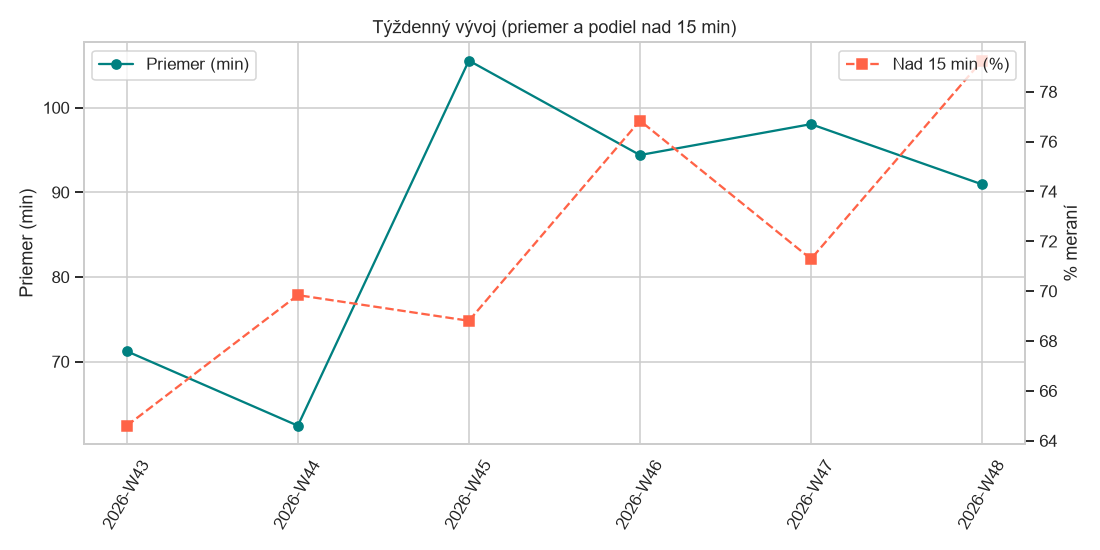 Týždenný vývoj (priemer a podiel nad 15 min)
Priemer (min)
Nad 15 min (%)
Priemer (min)
100
90
80
70
% meraní
78
76
74
72
70
68
66
64
2026-W43
2026-W44
2026-W45
2026-W46
2026-W47
2026-W48